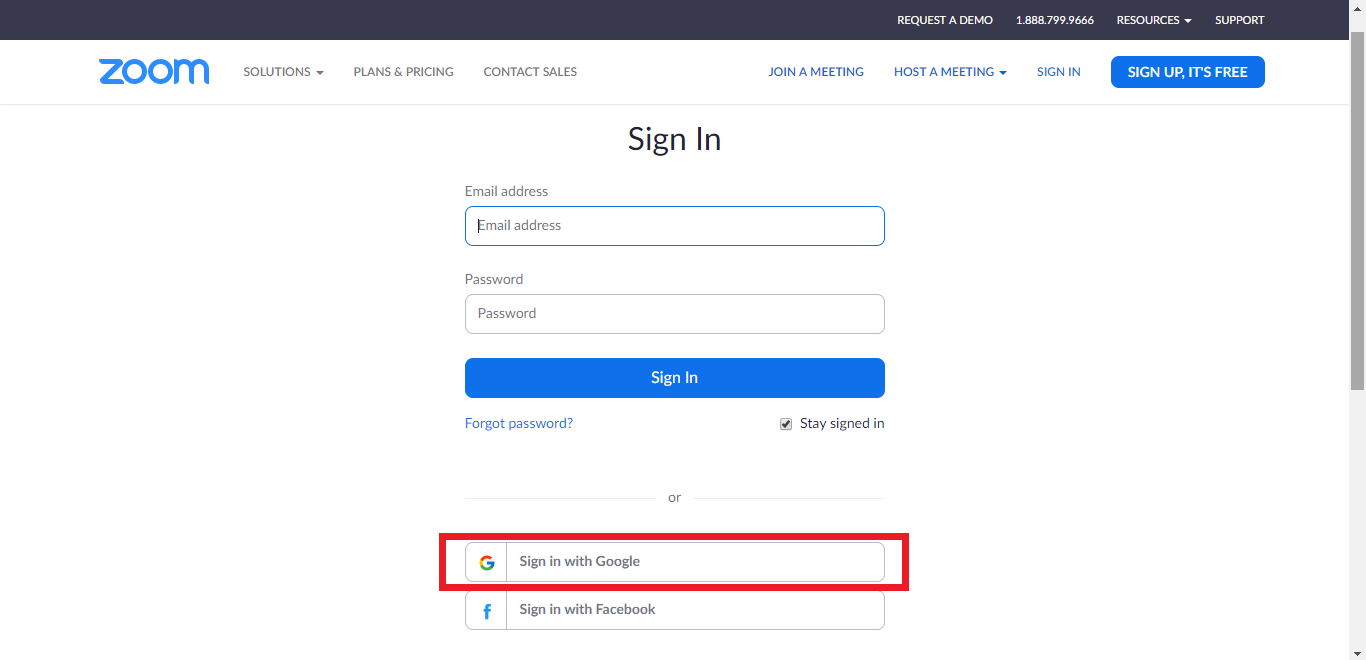 REQUEST A DEMO 1.888.799.9666 RESOURCES SUPPORT
zoom SOLUTIONS PLANS & PRICING CONTACT SALES JOIN A MEETING HOST A MEETING SIGN IN SIGN UP, IT'S FREE
Sign In
Email address
Email address
Password
Password
Sign In
Forgot password? Stay signed in
or
Sign in with Google
Sign in with Facebook